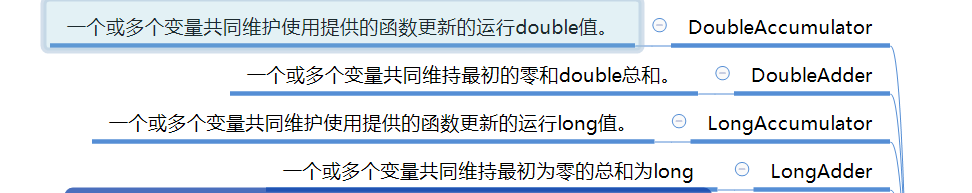 一个或多个变量共同维护使用提供的函数更新的运行double值。 DoubleAccumulator
一个或多个变量共同维持最初的零和double总和。 DoubleAdder
一个或多个变量共同维护使用提供的函数更新的运行long值。 LongAccumulator
一个或多个变量共同维持最初为零的总和为long LongAdder